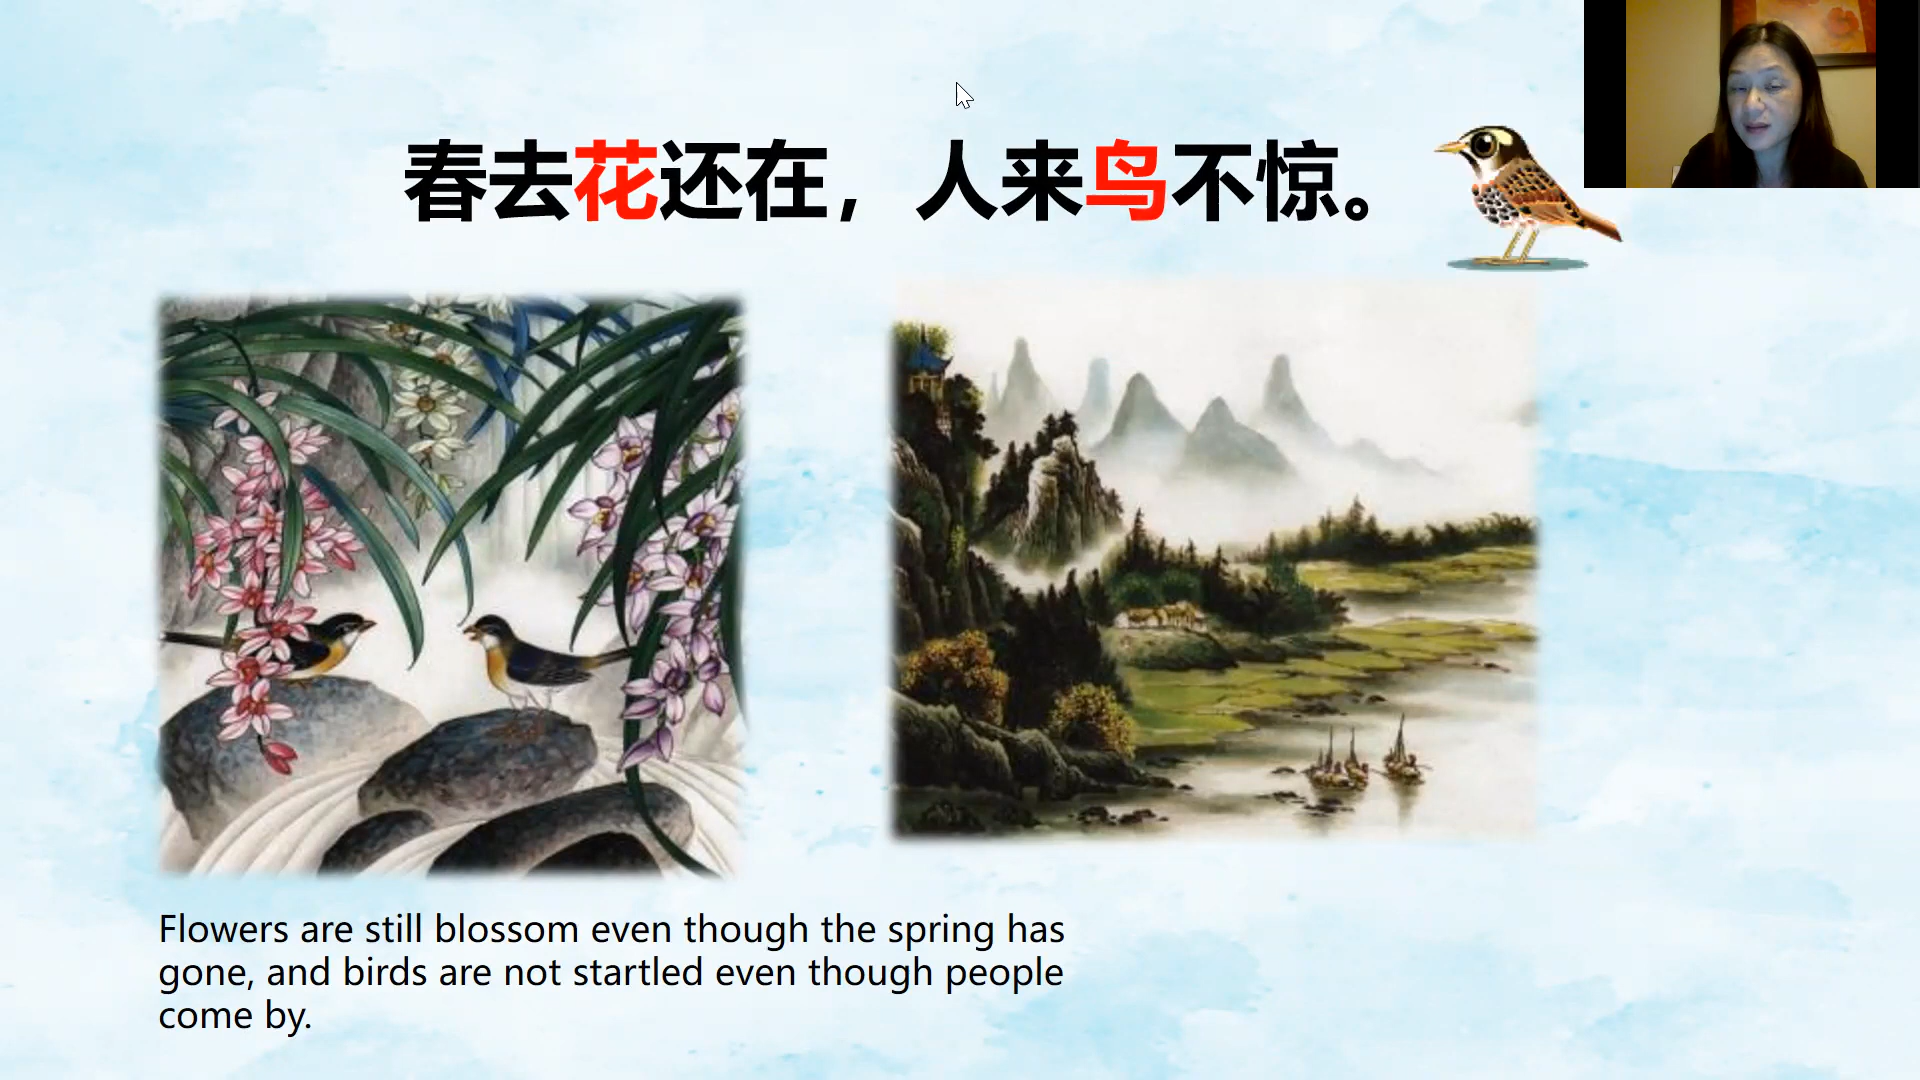 春去花还在，人来鸟不惊。
Flowers are still blossom even though the spring has
gone, and birds are not startled even though people
come by.